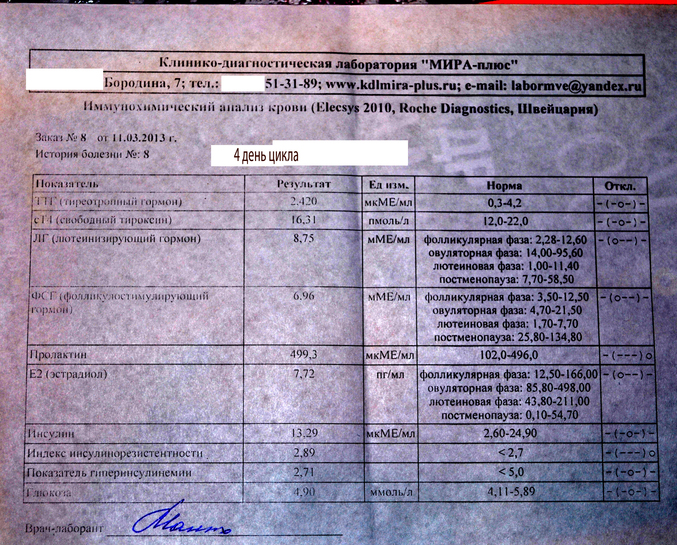 Клинико-диагностическая лаборатория "МИРА-плюс"
Бородина, 7; тел.: 51-31-89; www.kdlmira-plus.ru; e-mail: labormve@yandex.ru
Иммунохимический анализ крови (Elecsys 2010, Roche Diagnostics, Швейцария)
Заказ № 8 от 11.03.2013 г.
История болезни №: 8
4 день цикла
Показатель Результат Ед изм. Норма Откл.
ТТГ (тиреотропный гормон) 2.420 мкМЕ/мл 0,3-4,2 -(-o-)-
сТ4 (свободный тироксин) 16,31 пмоль/л 12,0-22,0 -(-o-)-
ЛГ (лютеинизирующий гормон) 8,75 мМЕ/мл фолликулярная фаза: 2,28-12,60 -(o--)-
овуляторная фаза: 14,00-95,60
лютеиновая фаза: 1,00-11,40
постменопауза: 7,70-58,50
ФСГ (фолликулостимулирующий гормон) 6.96 мМЕ/мл фолликулярная фаза: 3,50-12,50 -(o--)-
овуляторная фаза: 4,70-21,50
лютеиновая фаза: 1,70-7,70
постменопауза: 25,80-134,80
Пролактин 499,3 мкМЕ/мл 102,0-496,0 -(---)o
Е2 (эстрадиол) 7,72 пг/мл фолликулярная фаза: 12,50-166,00 -(o--)-
овуляторная фаза: 85,80-498,00
лютеиновая фаза: 43,80-211,00
постменопауза: 0,10-54,70
Инсулин 13,29 мкМЕ/мл 2,60-24,90 -(-o-)-
Индекс инсулинорезистентности 2,89 < 2,7 -(---)o
Показатель гиперинсулинемии 2,71 < 5,0 -(-o-)-
Глюкоза 4,90 ммоль/л 4,11-5,89 -(-o-)-
Врач-лаборант